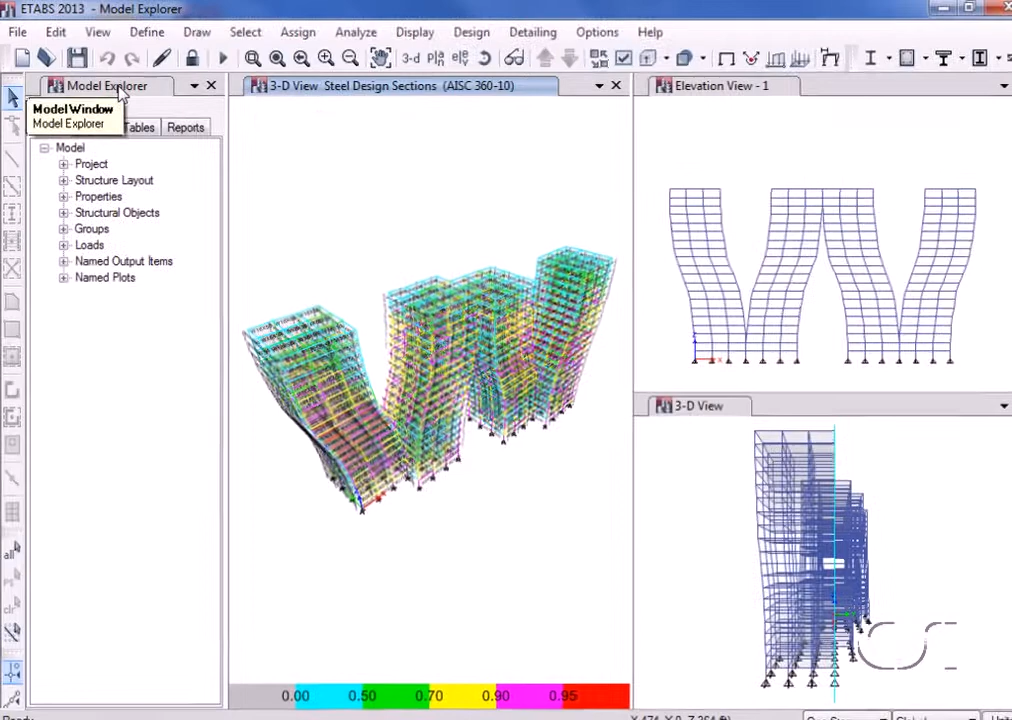 ETABS 2013 - Model Explorer
File Edit View Define Draw Select Assign Analyze Display Design Detailing Options Help
3-d
Model Explorer
3-D View Steel Design Sections (AISC 360-10)
Elevation View - 1
Model Window
Model Explorer
Tables Reports
Model
Project
Structure Layout
Properties
Structural Objects
Groups
Loads
Named Output Items
Named Plots
3-D View
all
clr
0.00 0.50 0.70 0.90 0.95